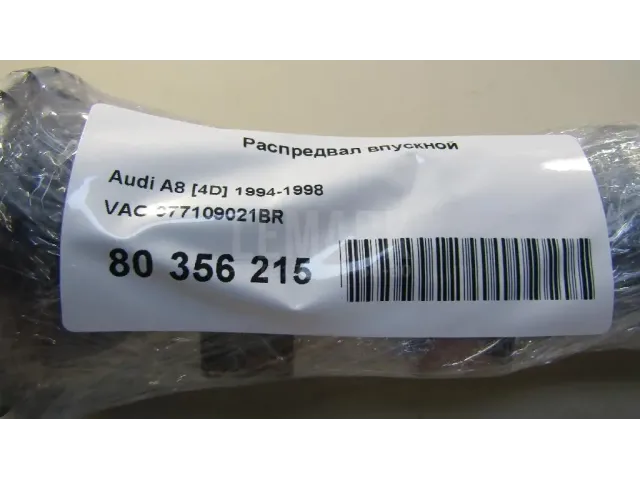 Распредвал впускной
Audi A8 [4D] 1994-1998
VAG 077109021BR
80 356 215